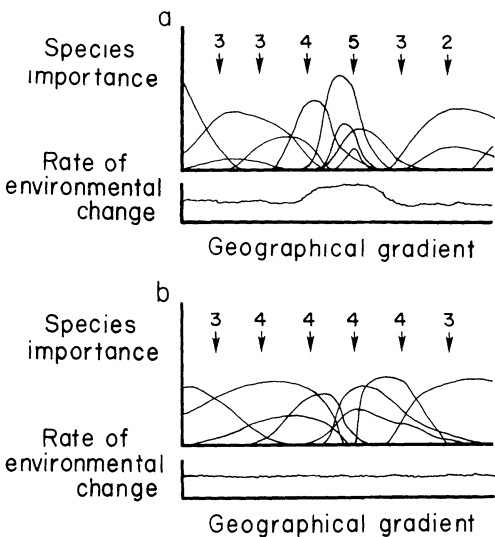 a
Species importance
3 3 4 5 3 2
Rate of environmental change
Geographical gradient
b
Species importance
3 4 4 4 4 3
Rate of environmental change
Geographical gradient